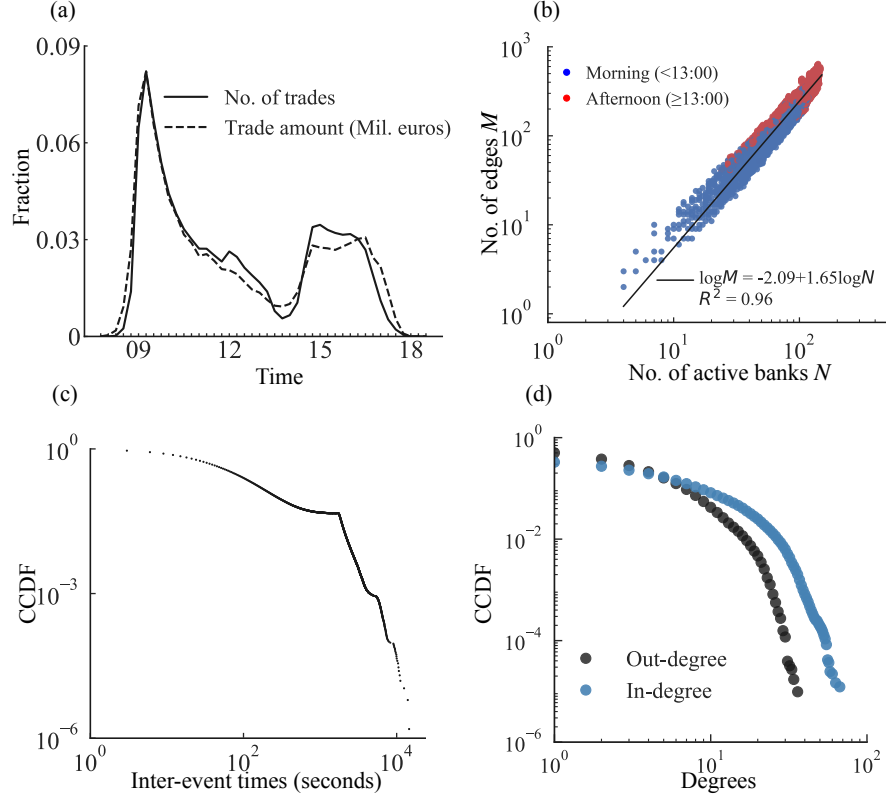 (a)
0.09
0.06
0.03
0
Fraction
No. of trades
Trade amount (Mil. euros)
09
12
15
18
Time
(b)
10^3
10^2
10^1
10^0
No. of edges M
Morning (<13:00)
Afternoon (≥13:00)
logM = -2.09+1.65logN
R^2 = 0.96
10^0
10^1
10^2
No. of active banks N
(c)
10^0
10^-3
10^-6
CCDF
10^0
10^2
10^4
Inter-event times (seconds)
(d)
10^0
10^-2
10^-4
10^-6
CCDF
Out-degree
In-degree
10^0
10^1
10^2
Degrees